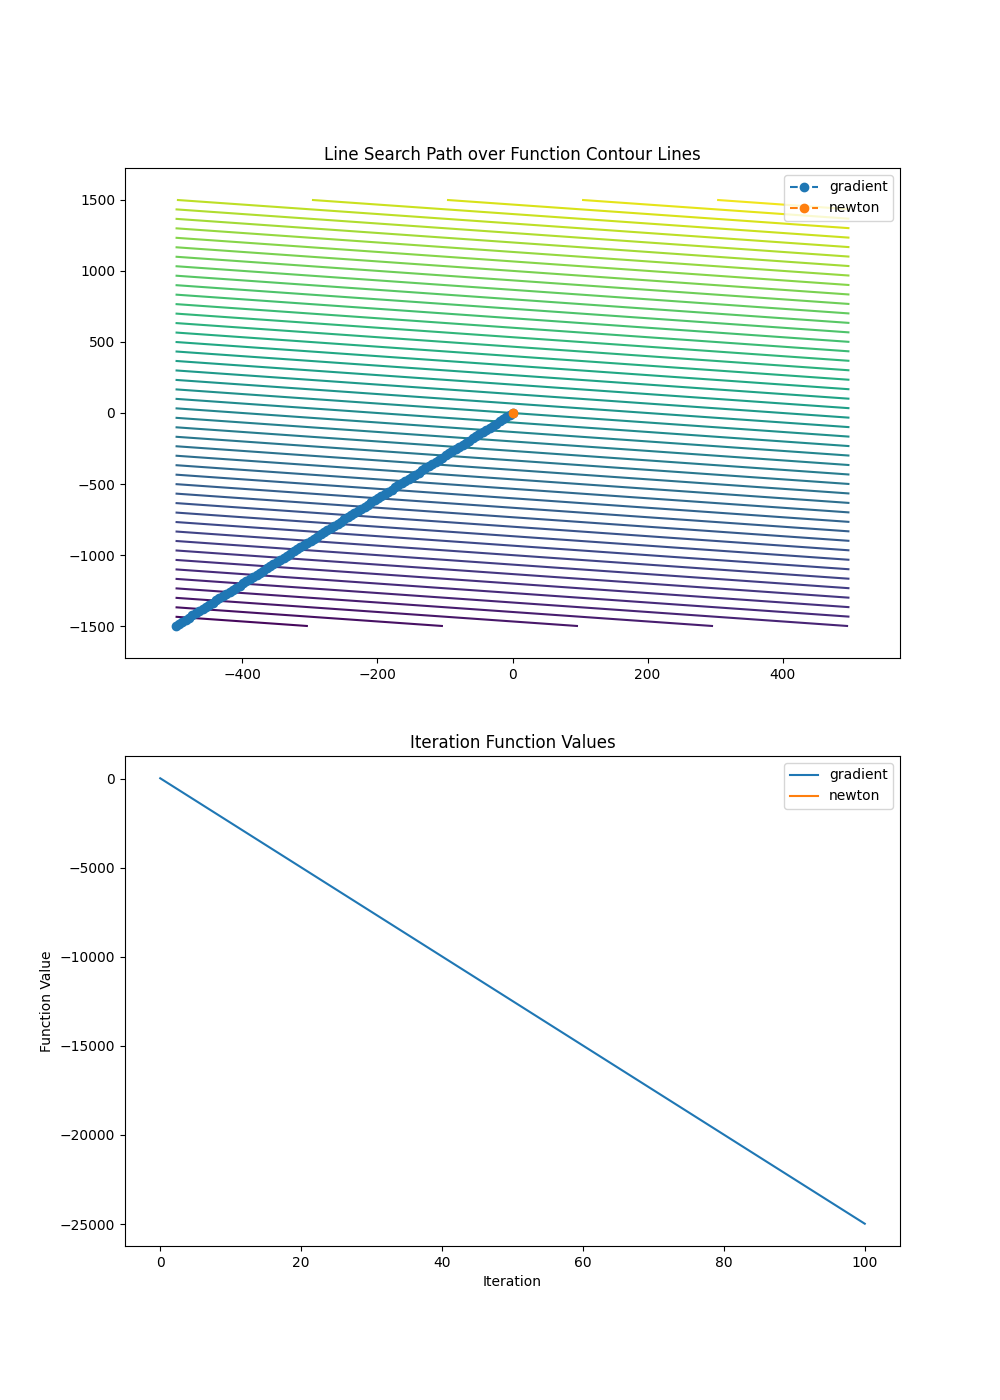 Line Search Path over Function Contour Lines
gradient
newton
1500
1000
500
0
−500
−1000
−1500
−400 −200 0 200 400
Iteration Function Values
gradient
newton
0
−5000
−10000
−15000
−20000
−25000
Function Value
0 20 40 60 80 100
Iteration